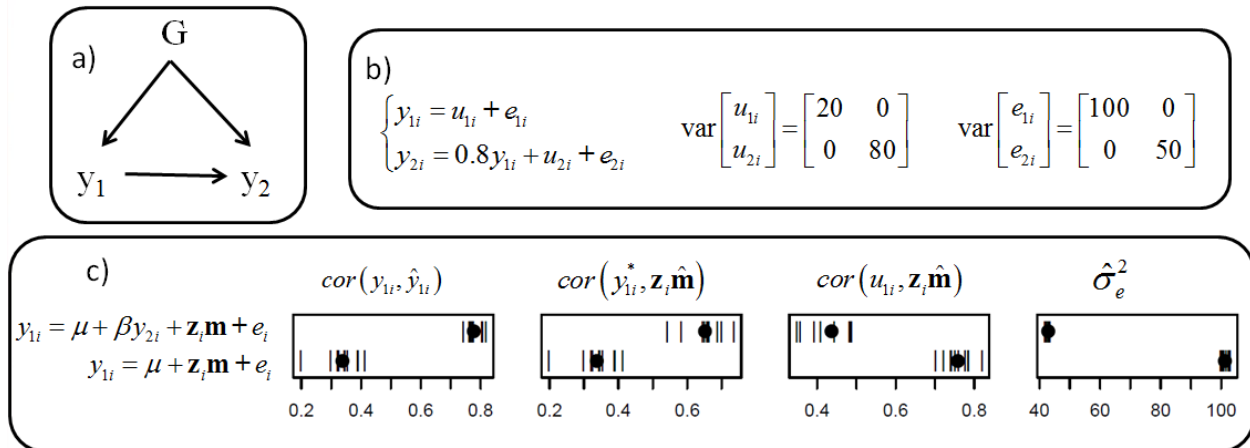 a)
G
y₁ y₂
b)
{ y₁ᵢ = u₁ᵢ + e₁ᵢ
y₂ᵢ = 0.8y₁ᵢ + u₂ᵢ + e₂ᵢ
var [u₁ᵢ u₂ᵢ] = [20 0 0 80]
var [e₁ᵢ e₂ᵢ] = [100 0 0 50]
c)
cor(y₁ᵢ, ŷ₁ᵢ) cor(y₁ᵢ*, zᵢm̂) cor(u₁ᵢ, zᵢm̂) σ̂ₑ²
y₁ᵢ = μ + βy₂ᵢ + zᵢm + eᵢ
y₁ᵢ = μ + zᵢm + eᵢ
0.2 0.4 0.6 0.8 0.2 0.4 0.6 0.4 0.6 0.8 40 60 80 100